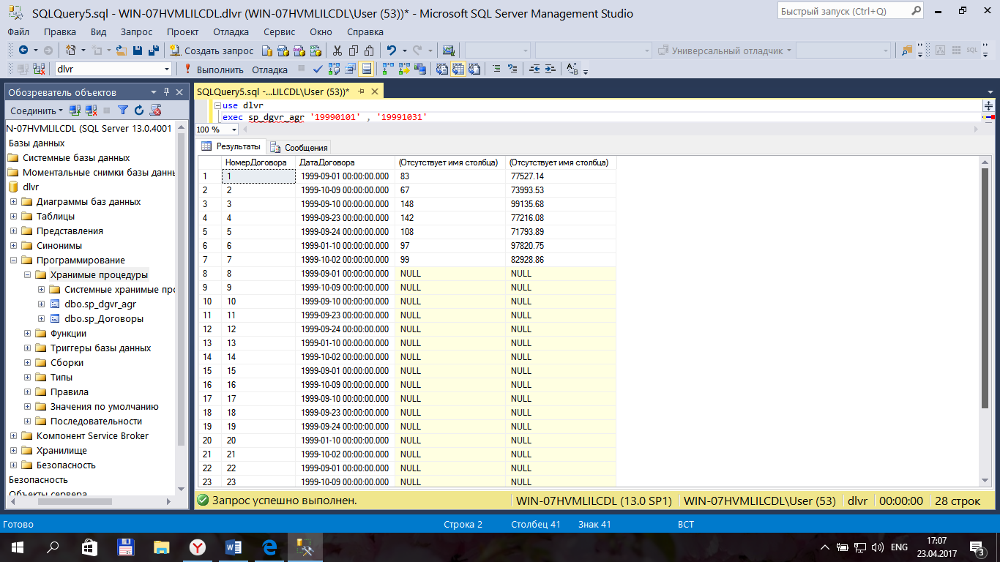 SQLQuery5.sql - WIN-07HVMLILCDL.dlvr (WIN-07HVMLILCDL\User (53))* - Microsoft SQL Server Management Studio
Быстрый запуск (Ctrl+Q)
Файл Правка Вид Запрос Проект Отладка Сервис Окно Справка
Создать запрос Универсальный отладчик
dlvr Выполнить Отладка
Обозреватель объектов
Соединить
N-07HVMLILCDL (SQL Server 13.0.4001
Базы данных
Системные базы данных
Моментальные снимки базы данн
dlvr
Диаграммы баз данных
Таблицы
Представления
Синонимы
Программирование
Хранимые процедуры
Системные хранимые про
dbo.sp_dgvr_agr
dbo.sp_Договоры
Функции
Триггеры базы данных
Сборки
Типы
Правила
Значения по умолчанию
Последовательности
Компонент Service Broker
Хранилище
Безопасность
Безопасность
Объекты сервера
SQLQuery5.sql -...LILCDL\User (53))*
use dlvr
exec sp_dgvr_agr '19990101' , '19991031'
100 %
Результаты Сообщения
НомерДоговора ДатаДоговора (Отсутствует имя столбца) (Отсутствует имя столбца)
1 1 1999-09-01 00:00:00.000 83 77527.14
2 2 1999-10-09 00:00:00.000 67 73993.53
3 3 1999-09-10 00:00:00.000 148 99135.68
4 4 1999-09-23 00:00:00.000 142 77216.08
5 5 1999-09-24 00:00:00.000 108 71793.89
6 6 1999-01-10 00:00:00.000 97 97820.75
7 7 1999-10-02 00:00:00.000 99 82928.86
8 8 1999-09-01 00:00:00.000 NULL NULL
9 9 1999-10-09 00:00:00.000 NULL NULL
10 10 1999-09-10 00:00:00.000 NULL NULL
11 11 1999-09-23 00:00:00.000 NULL NULL
12 12 1999-09-24 00:00:00.000 NULL NULL
13 13 1999-01-10 00:00:00.000 NULL NULL
14 14 1999-10-02 00:00:00.000 NULL NULL
15 15 1999-09-01 00:00:00.000 NULL NULL
16 16 1999-10-09 00:00:00.000 NULL NULL
17 17 1999-09-10 00:00:00.000 NULL NULL
18 18 1999-09-23 00:00:00.000 NULL NULL
19 19 1999-09-24 00:00:00.000 NULL NULL
20 20 1999-01-10 00:00:00.000 NULL NULL
21 21 1999-10-02 00:00:00.000 NULL NULL
22 22 1999-09-01 00:00:00.000 NULL NULL
23 23 1999-10-09 00:00:00.000 NULL NULL
Запрос успешно выполнен. WIN-07HVMLILCDL (13.0 SP1) WIN-07HVMLILCDL\User (53) dlvr 00:00:00 28 строк
Готово Строка 2 Столбец 41 Знак 41 ВСТ
ENG 17:07
23.04.2017 3